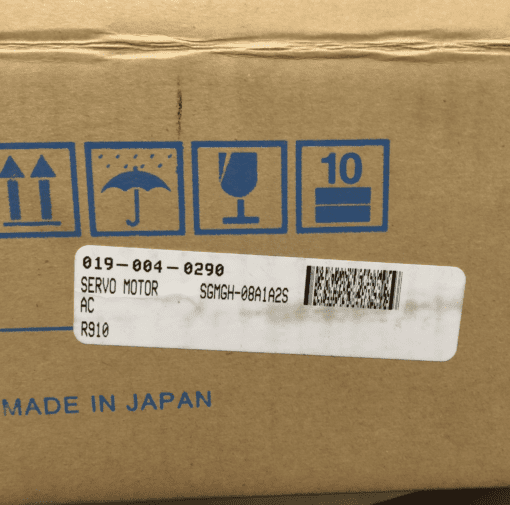 10
019-004-0290
SERVO MOTOR SGMGH-08A1A2S
AC
R910
MADE IN JAPAN